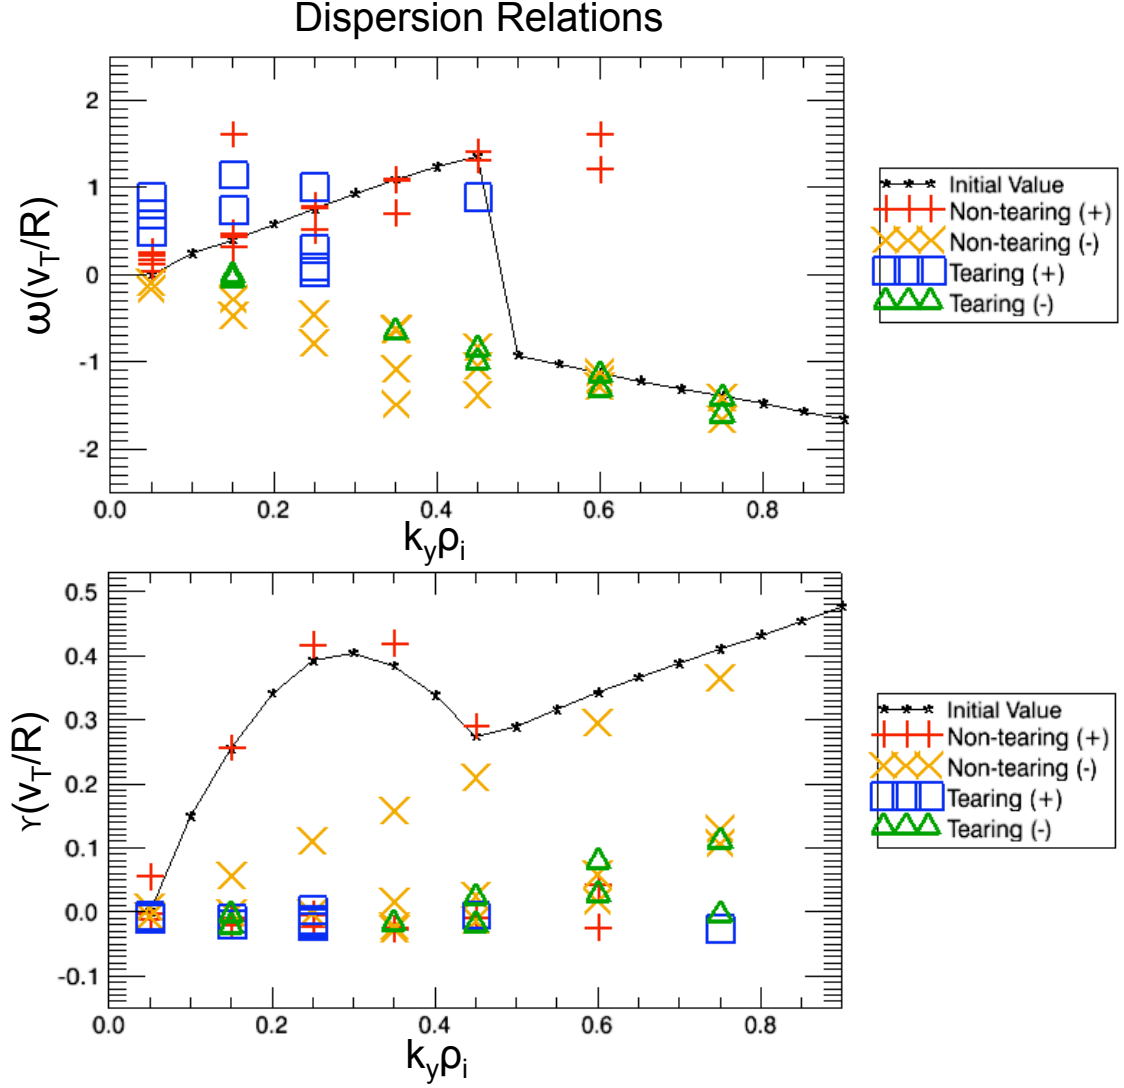 Dispersion Relations
2
1
0
-1
-2
ω(v_T/R)
0.0 0.2 0.4 0.6 0.8
k_yρ_i
Initial Value
Non-tearing (+)
Non-tearing (-)
Tearing (+)
Tearing (-)
0.5
0.4
0.3
0.2
0.1
0.0
-0.1
γ(v_T/R)
0.0 0.2 0.4 0.6 0.8
k_yρ_i
Initial Value
Non-tearing (+)
Non-tearing (-)
Tearing (+)
Tearing (-)